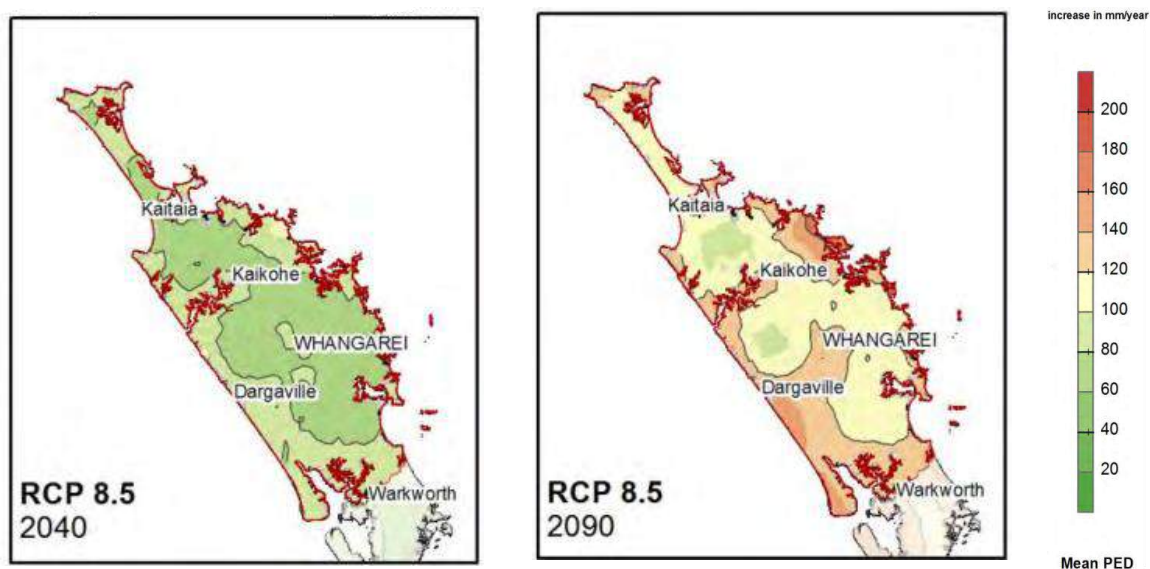 Kaitaia
Kaikohe
WHANGAREI
Dargaville
Warkworth
RCP 8.5
2040
Kaitaia
Kaikohe
WHANGAREI
Dargaville
Warkworth
RCP 8.5
2090
increase in mm/year
200
180
160
140
120
100
80
60
40
20
Mean PED